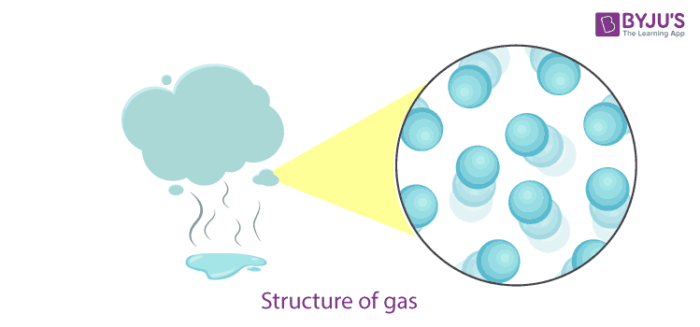 BYJU'S
The Learning App
Structure of gas